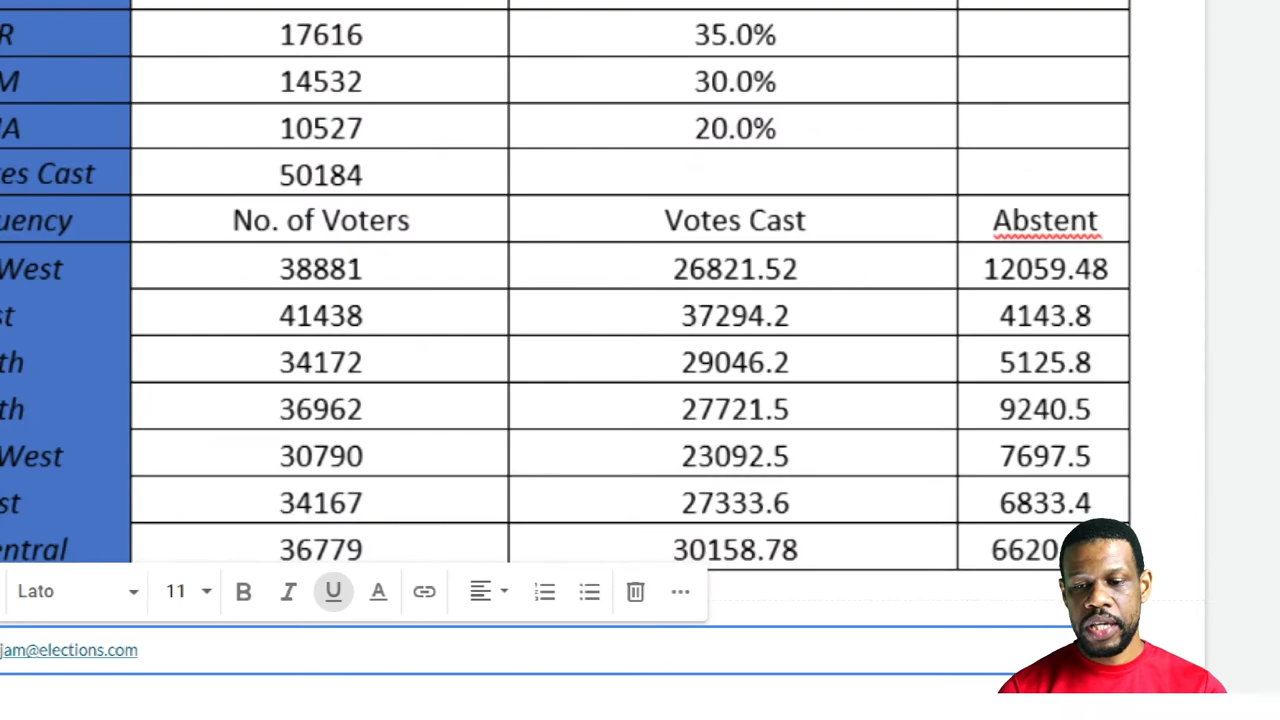 R 17616 35.0%
M 14532 30.0%
A 10527 20.0%
es Cast 50184
uency No. of Voters Votes Cast Abstent
West 38881 26821.52 12059.48
st 41438 37294.2 4143.8
th 34172 29046.2 5125.8
th 36962 27721.5 9240.5
West 30790 23092.5 7697.5
st 34167 27333.6 6833.4
entral 36779 30158.78 6620
Lato 11 B I U A
jam@elections.com